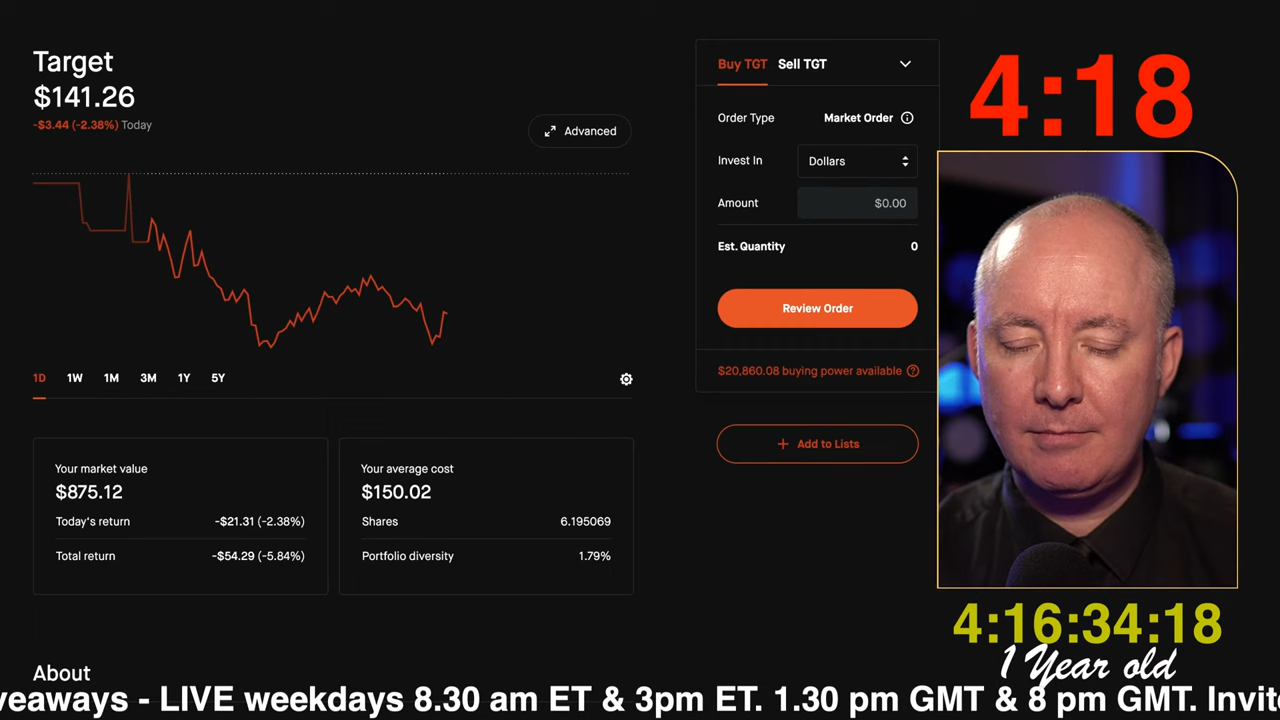 Target
$141.26
-$3.44 (-2.38%) Today
Advanced
1D 1W 1M 3M 1Y 5Y
Your market value
$875.12
Today's return -$21.31 (-2.38%)
Total return -$54.29 (-5.84%)
Your average cost
$150.02
Shares 6.195069
Portfolio diversity 1.79%
About
Buy TGT Sell TGT
Order Type Market Order
Invest In Dollars
Amount $0.00
Est. Quantity 0
Review Order
$20,860.08 buying power available
+ Add to Lists
4:18
4:16:34:18
1 Year old
veaways - LIVE weekdays 8.30 am ET & 3pm ET. 1.30 pm GMT & 8 pm GMT. Invit